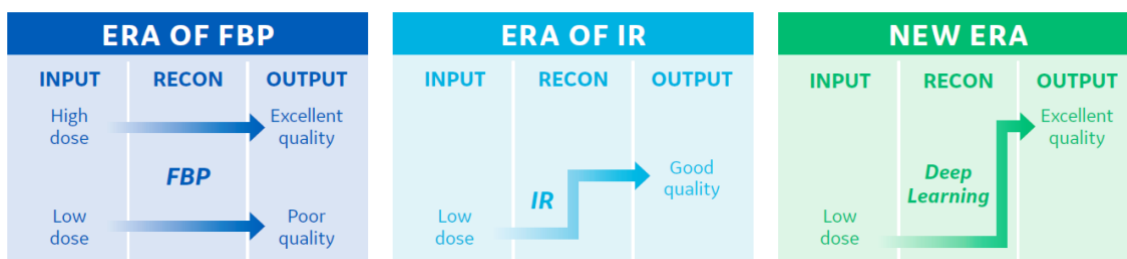 ERA OF FBP
INPUT RECON OUTPUT
High
dose
Excellent
quality
FBP
Low
dose
Poor
quality
ERA OF IR
INPUT RECON OUTPUT
Good
quality
IR
Low
dose
NEW ERA
INPUT RECON OUTPUT
Excellent
quality
Deep
Learning
Low
dose